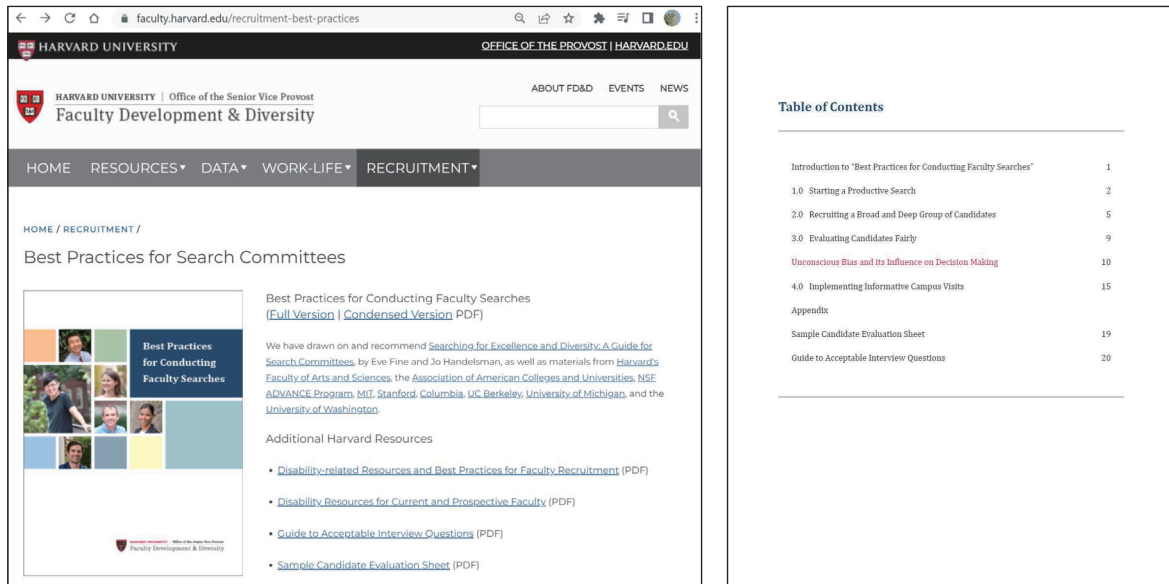 faculty.harvard.edu/recruitment-best-practices
HARVARD UNIVERSITY
OFFICE OF THE PROVOST | HARVARD.EDU
HARVARD UNIVERSITY | Office of the Senior Vice Provost
Faculty Development & Diversity
ABOUT FD&D EVENTS NEWS
HOME RESOURCES▾ DATA▾ WORK-LIFE▾ RECRUITMENT▾
HOME / RECRUITMENT /
Best Practices for Search Committees
Best Practices
for Conducting
Faculty Searches
HARVARD UNIVERSITY | Office of the Senior Vice Provost
Faculty Development & Diversity
Best Practices for Conducting Faculty Searches
(Full Version | Condensed Version PDF)
We have drawn on and recommend Searching for Excellence and Diversity: A Guide for
Search Committees, by Eve Fine and Jo Handelsman, as well as materials from Harvard's
Faculty of Arts and Sciences, the Association of American Colleges and Universities, NSF
ADVANCE Program, MIT, Stanford, Columbia, UC Berkeley, University of Michigan, and the
University of Washington.
Additional Harvard Resources
• Disability-related Resources and Best Practices for Faculty Recruitment (PDF)
• Disability Resources for Current and Prospective Faculty (PDF)
• Guide to Acceptable Interview Questions (PDF)
• Sample Candidate Evaluation Sheet (PDF)
Table of Contents
Introduction to "Best Practices for Conducting Faculty Searches" 1
1.0 Starting a Productive Search 2
2.0 Recruiting a Broad and Deep Group of Candidates 5
3.0 Evaluating Candidates Fairly 9
Unconscious Bias and its Influence on Decision Making 10
4.0 Implementing Informative Campus Visits 15
Appendix
Sample Candidate Evaluation Sheet 19
Guide to Acceptable Interview Questions 20